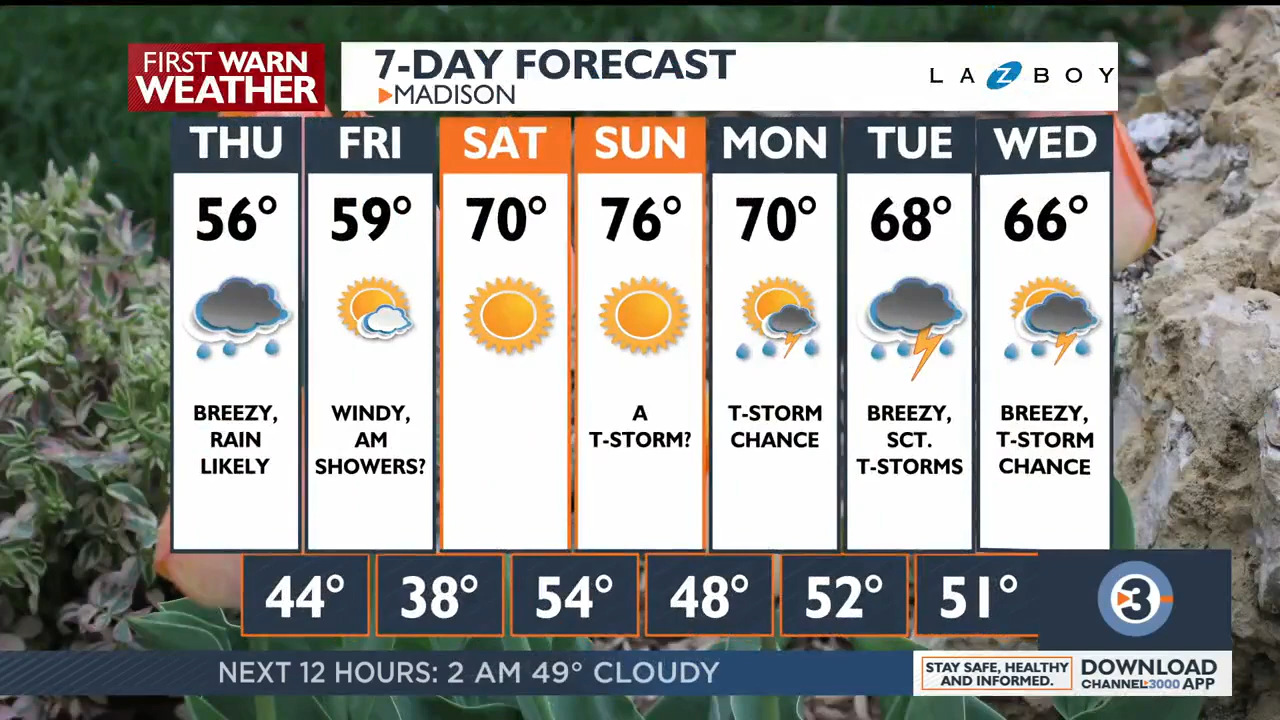 FIRST WARN
WEATHER
7-DAY FORECAST
MADISON
LA Z BOY
THU
FRI
SAT
SUN
MON
TUE
WED
56°
59°
70°
76°
70°
68°
66°
BREEZY,
RAIN
LIKELY
WINDY,
AM
SHOWERS?
A
T-STORM?
T-STORM
CHANCE
BREEZY,
SCT.
T-STORMS
BREEZY,
T-STORM
CHANCE
44°
38°
54°
48°
52°
51°
3
NEXT 12 HOURS: 2 AM 49° CLOUDY
STAY SAFE, HEALTHY
AND INFORMED.
DOWNLOAD
CHANNEL3000 APP